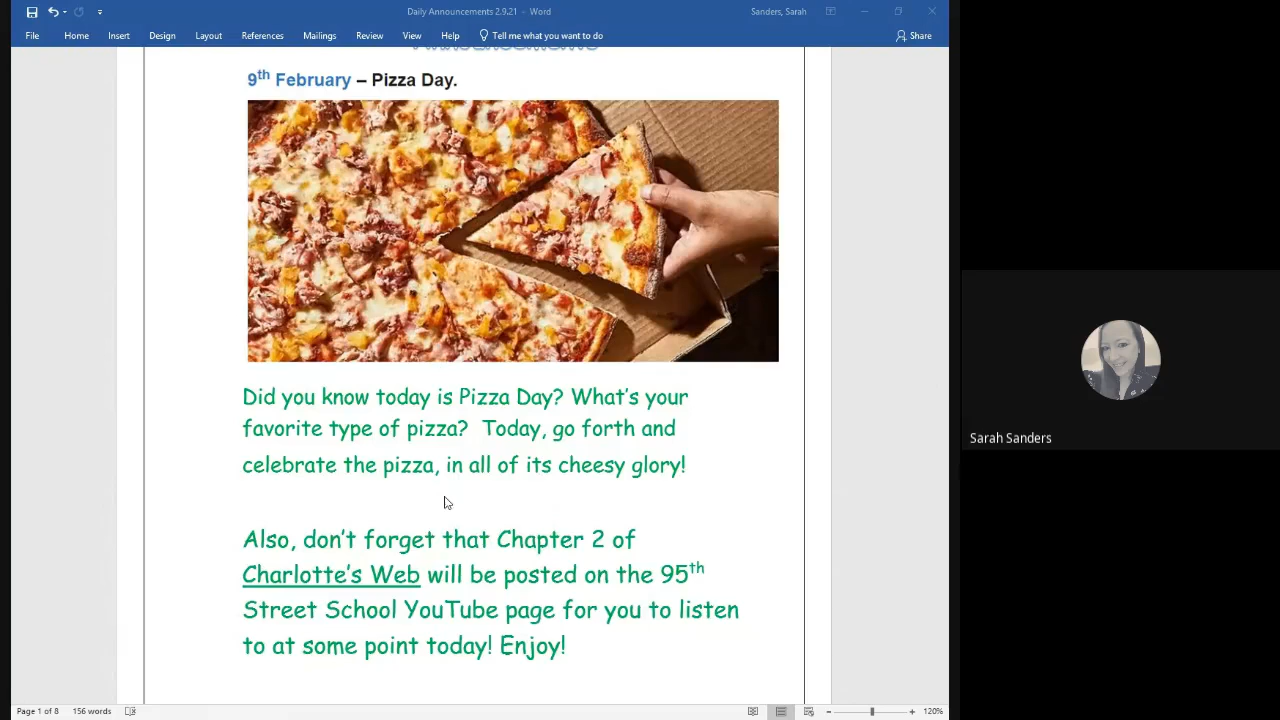 Daily Announcements 2.9.21 - Word
Sanders, Sarah
File Home Insert Design Layout References Mailings Review View Help Tell me what you want to do Share
9th February – Pizza Day.
Did you know today is Pizza Day? What's your
favorite type of pizza? Today, go forth and
celebrate the pizza, in all of its cheesy glory!
Also, don't forget that Chapter 2 of
Charlotte's Web will be posted on the 95th
Street School YouTube page for you to listen
to at some point today! Enjoy!
Sarah Sanders
Page 1 of 8 156 words 120%